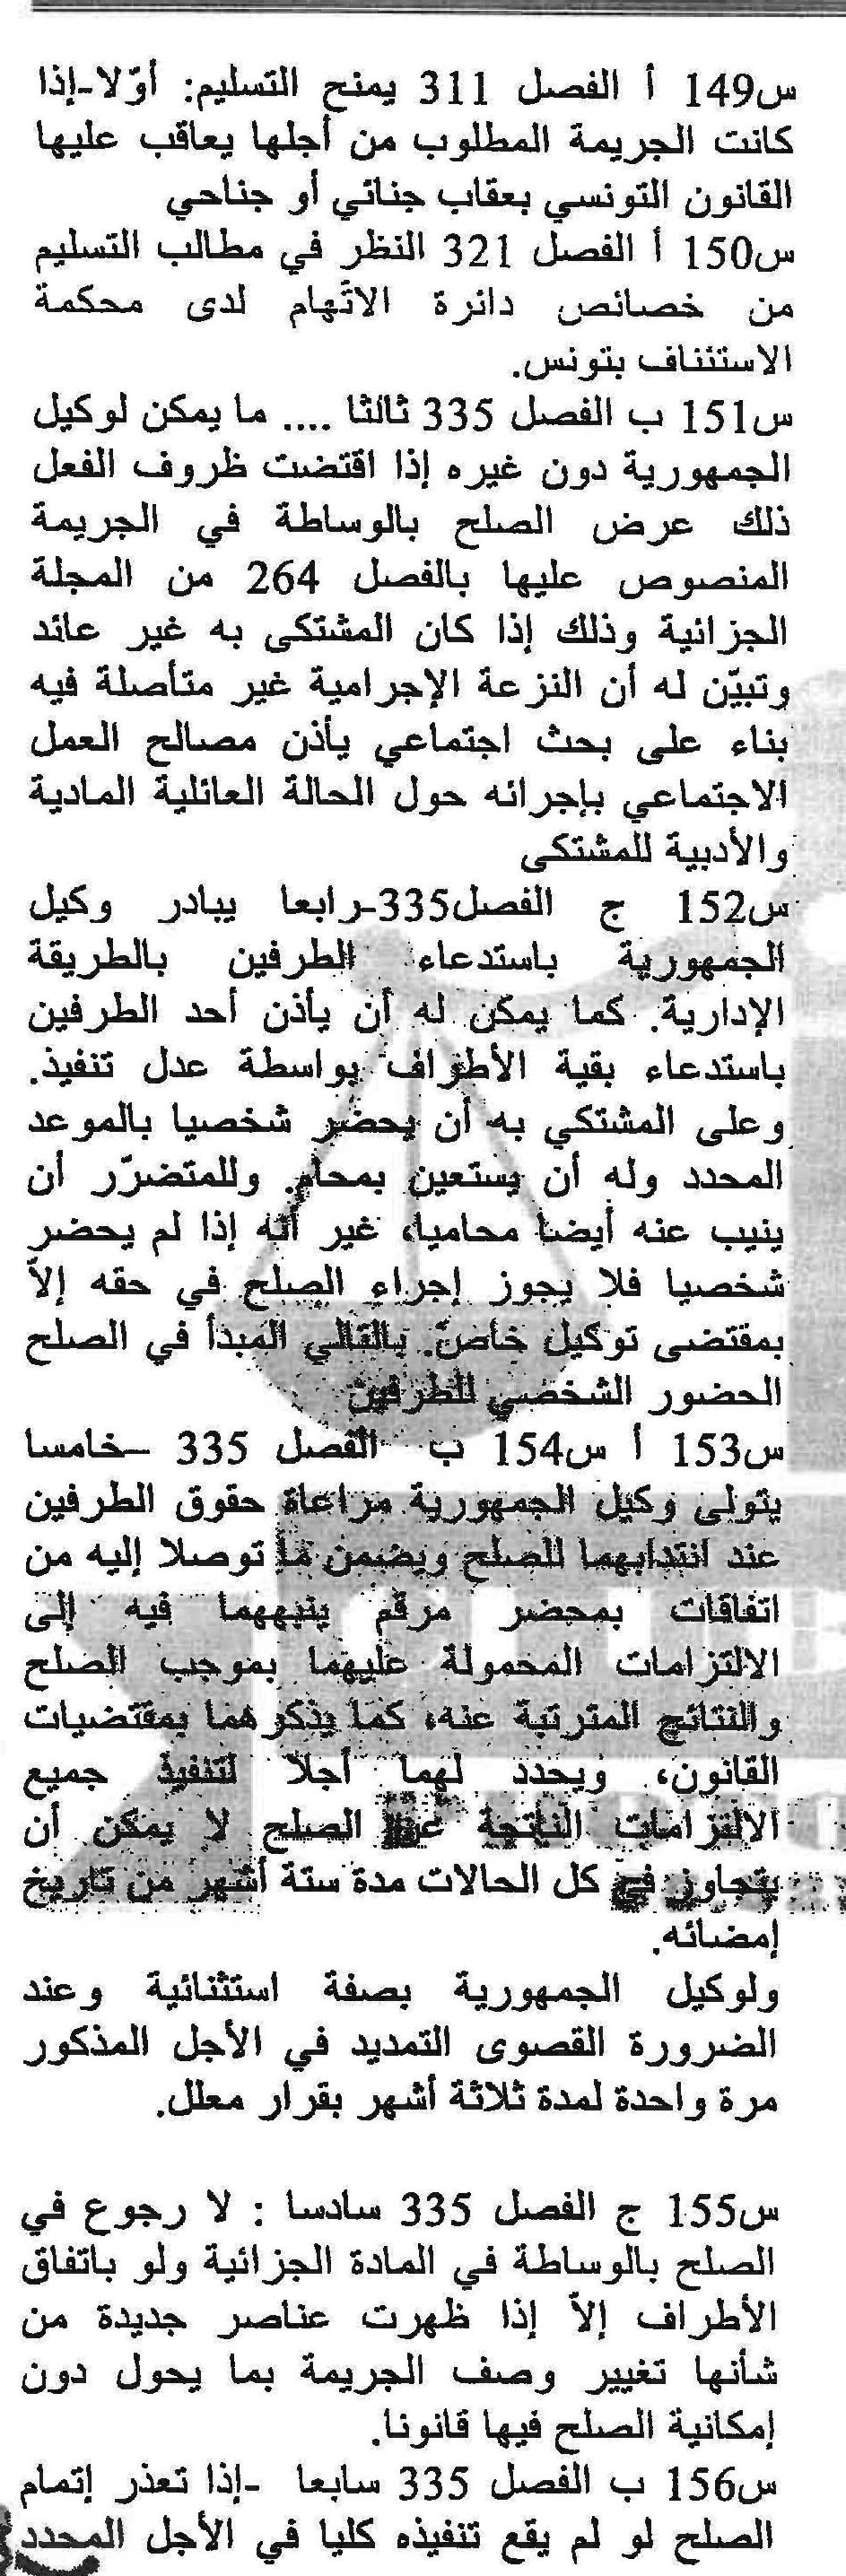 س149 أ الفصل 311 يمنح التسليم: أوّلا-إذا
كانت الجريمة المطلوب من أجلها يعاقب عليها
القانون التونسي بعقاب جنائي أو جناحي
س150 أ الفصل 321 النظر في مطالب التسليم
من خصائص دائرة الاتّهام لدى محكمة
الاستئناف بتونس.
س151 ب الفصل 335 ثالثا .... ما يمكن لوكيل
الجمهورية دون غيره إذا اقتضت ظروف الفعل
ذلك عرض الصلح بالوساطة في الجريمة
المنصوص عليها بالفصل 264 من المجلة
الجزائية وذلك إذا كان المشتكى به غير عائد
وتبيّن له أن النزعة الإجرامية غير متأصلة فيه
بناء على بحث اجتماعي يأذن مصالح العمل
الاجتماعي بإجرائه حول الحالة العائلية المادية
والأدبية للمشتكى
س152 ج الفصل335-رابعا يبادر وكيل
الجمهورية باستدعاء الطرفين بالطريقة
الإدارية. كما يمكن له أن يأذن أحد الطرفين
باستدعاء بقية الأطراف بواسطة عدل تنفيذ.
وعلى المشتكي به أن يحضر شخصيا بالموعد
المحدد وله أن يستعين بمحام. وللمتضرّر أن
ينيب عنه أيضا محاميا، غير أنه إذا لم يحضر
شخصيا فلا يجوز إجراء الصلح في حقه إلاّ
بمقتضى توكيل خاصّ. بالتالي المبدأ في الصلح
الحضور الشخصي للطرفين
س153 أ س154 ب الفصل 335 –خامسا
يتولى وكيل الجمهورية مراعاة حقوق الطرفين
عند انتدابهما للصلح ويضمن ما توصلا إليه من
اتفاقات بمحضر مرقم ينبههما فيه إلى
الالتزامات المحمولة عليهما بموجب الصلح
والنتائج المترتبة عنه، كما يذكرهما بمقتضيات
القانون، ويحدد لهما أجلا لتنفيذ جميع
الالتزامات الناتجة عن الصلح لا يمكن أن
يتجاوز في كل الحالات مدة ستة أشهر من تاريخ
إمضائه.
ولوكيل الجمهورية بصفة استثنائية وعند
الضرورة القصوى التمديد في الأجل المذكور
مرة واحدة لمدة ثلاثة أشهر بقرار معلل.
س155 ج الفصل 335 سادسا : لا رجوع في
الصلح بالوساطة في المادة الجزائية ولو باتفاق
الأطراف إلاّ إذا ظهرت عناصر جديدة من
شأنها تغيير وصف الجريمة بما يحول دون
إمكانية الصلح فيها قانونا.
س156 ب الفصل 335 سابعا -إذا تعذر إتمام
الصلح لو لم يقع تنفيذه كليا في الأجل المحدد